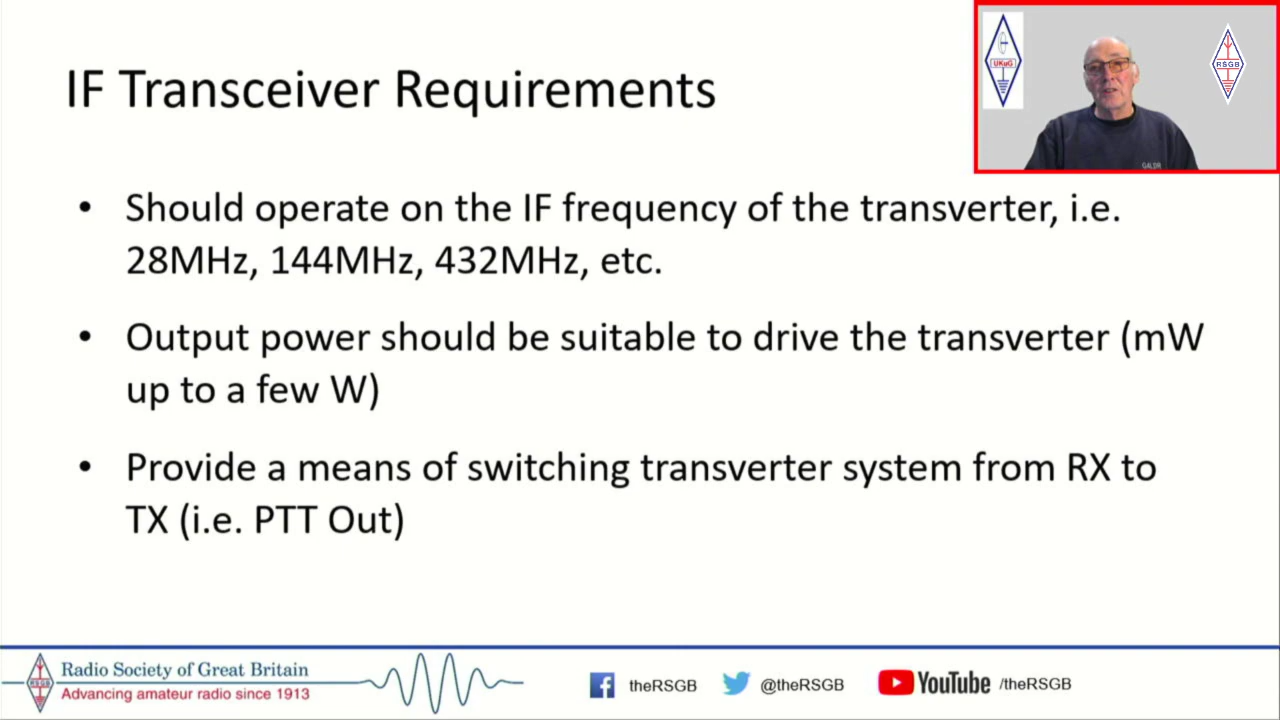 IF Transceiver Requirements
UKuG
RSGB
• Should operate on the IF frequency of the transverter, i.e.
28MHz, 144MHz, 432MHz, etc.
• Output power should be suitable to drive the transverter (mW
up to a few W)
• Provide a means of switching transverter system from RX to
TX (i.e. PTT Out)
RSGB
Radio Society of Great Britain
Advancing amateur radio since 1913
theRSGB
@theRSGB
YouTube /theRSGB